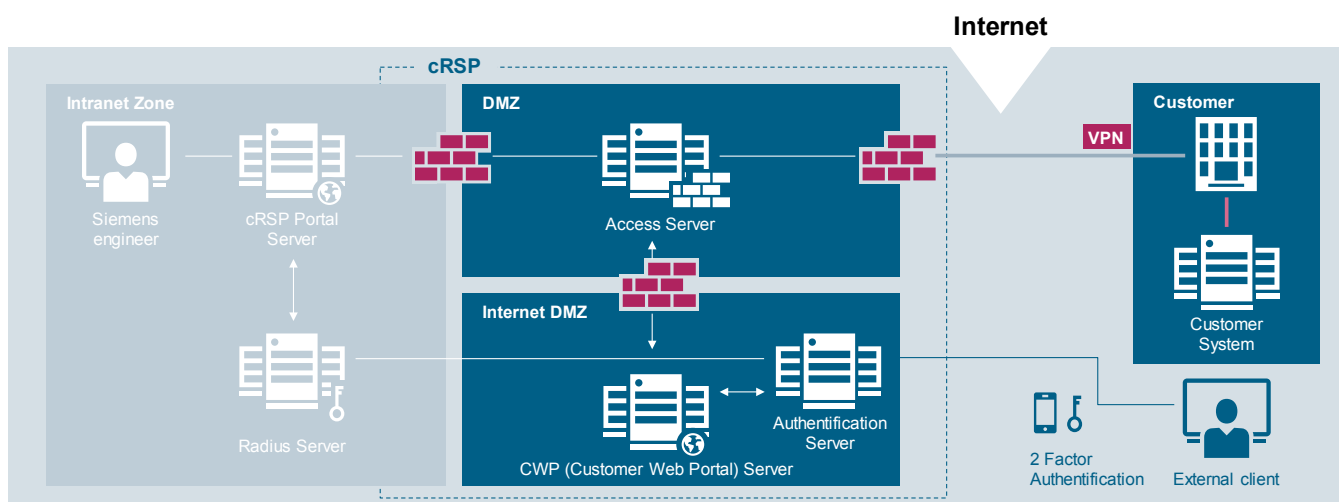 Internet
cRSP
Intranet Zone
DMZ
Customer
VPN
Siemens
engineer
cRSP Portal
Server
Access Server
Internet DMZ
Customer
System
Radius Server
Authentification
Server
CWP (Customer Web Portal) Server
2 Factor
Authentification
External client